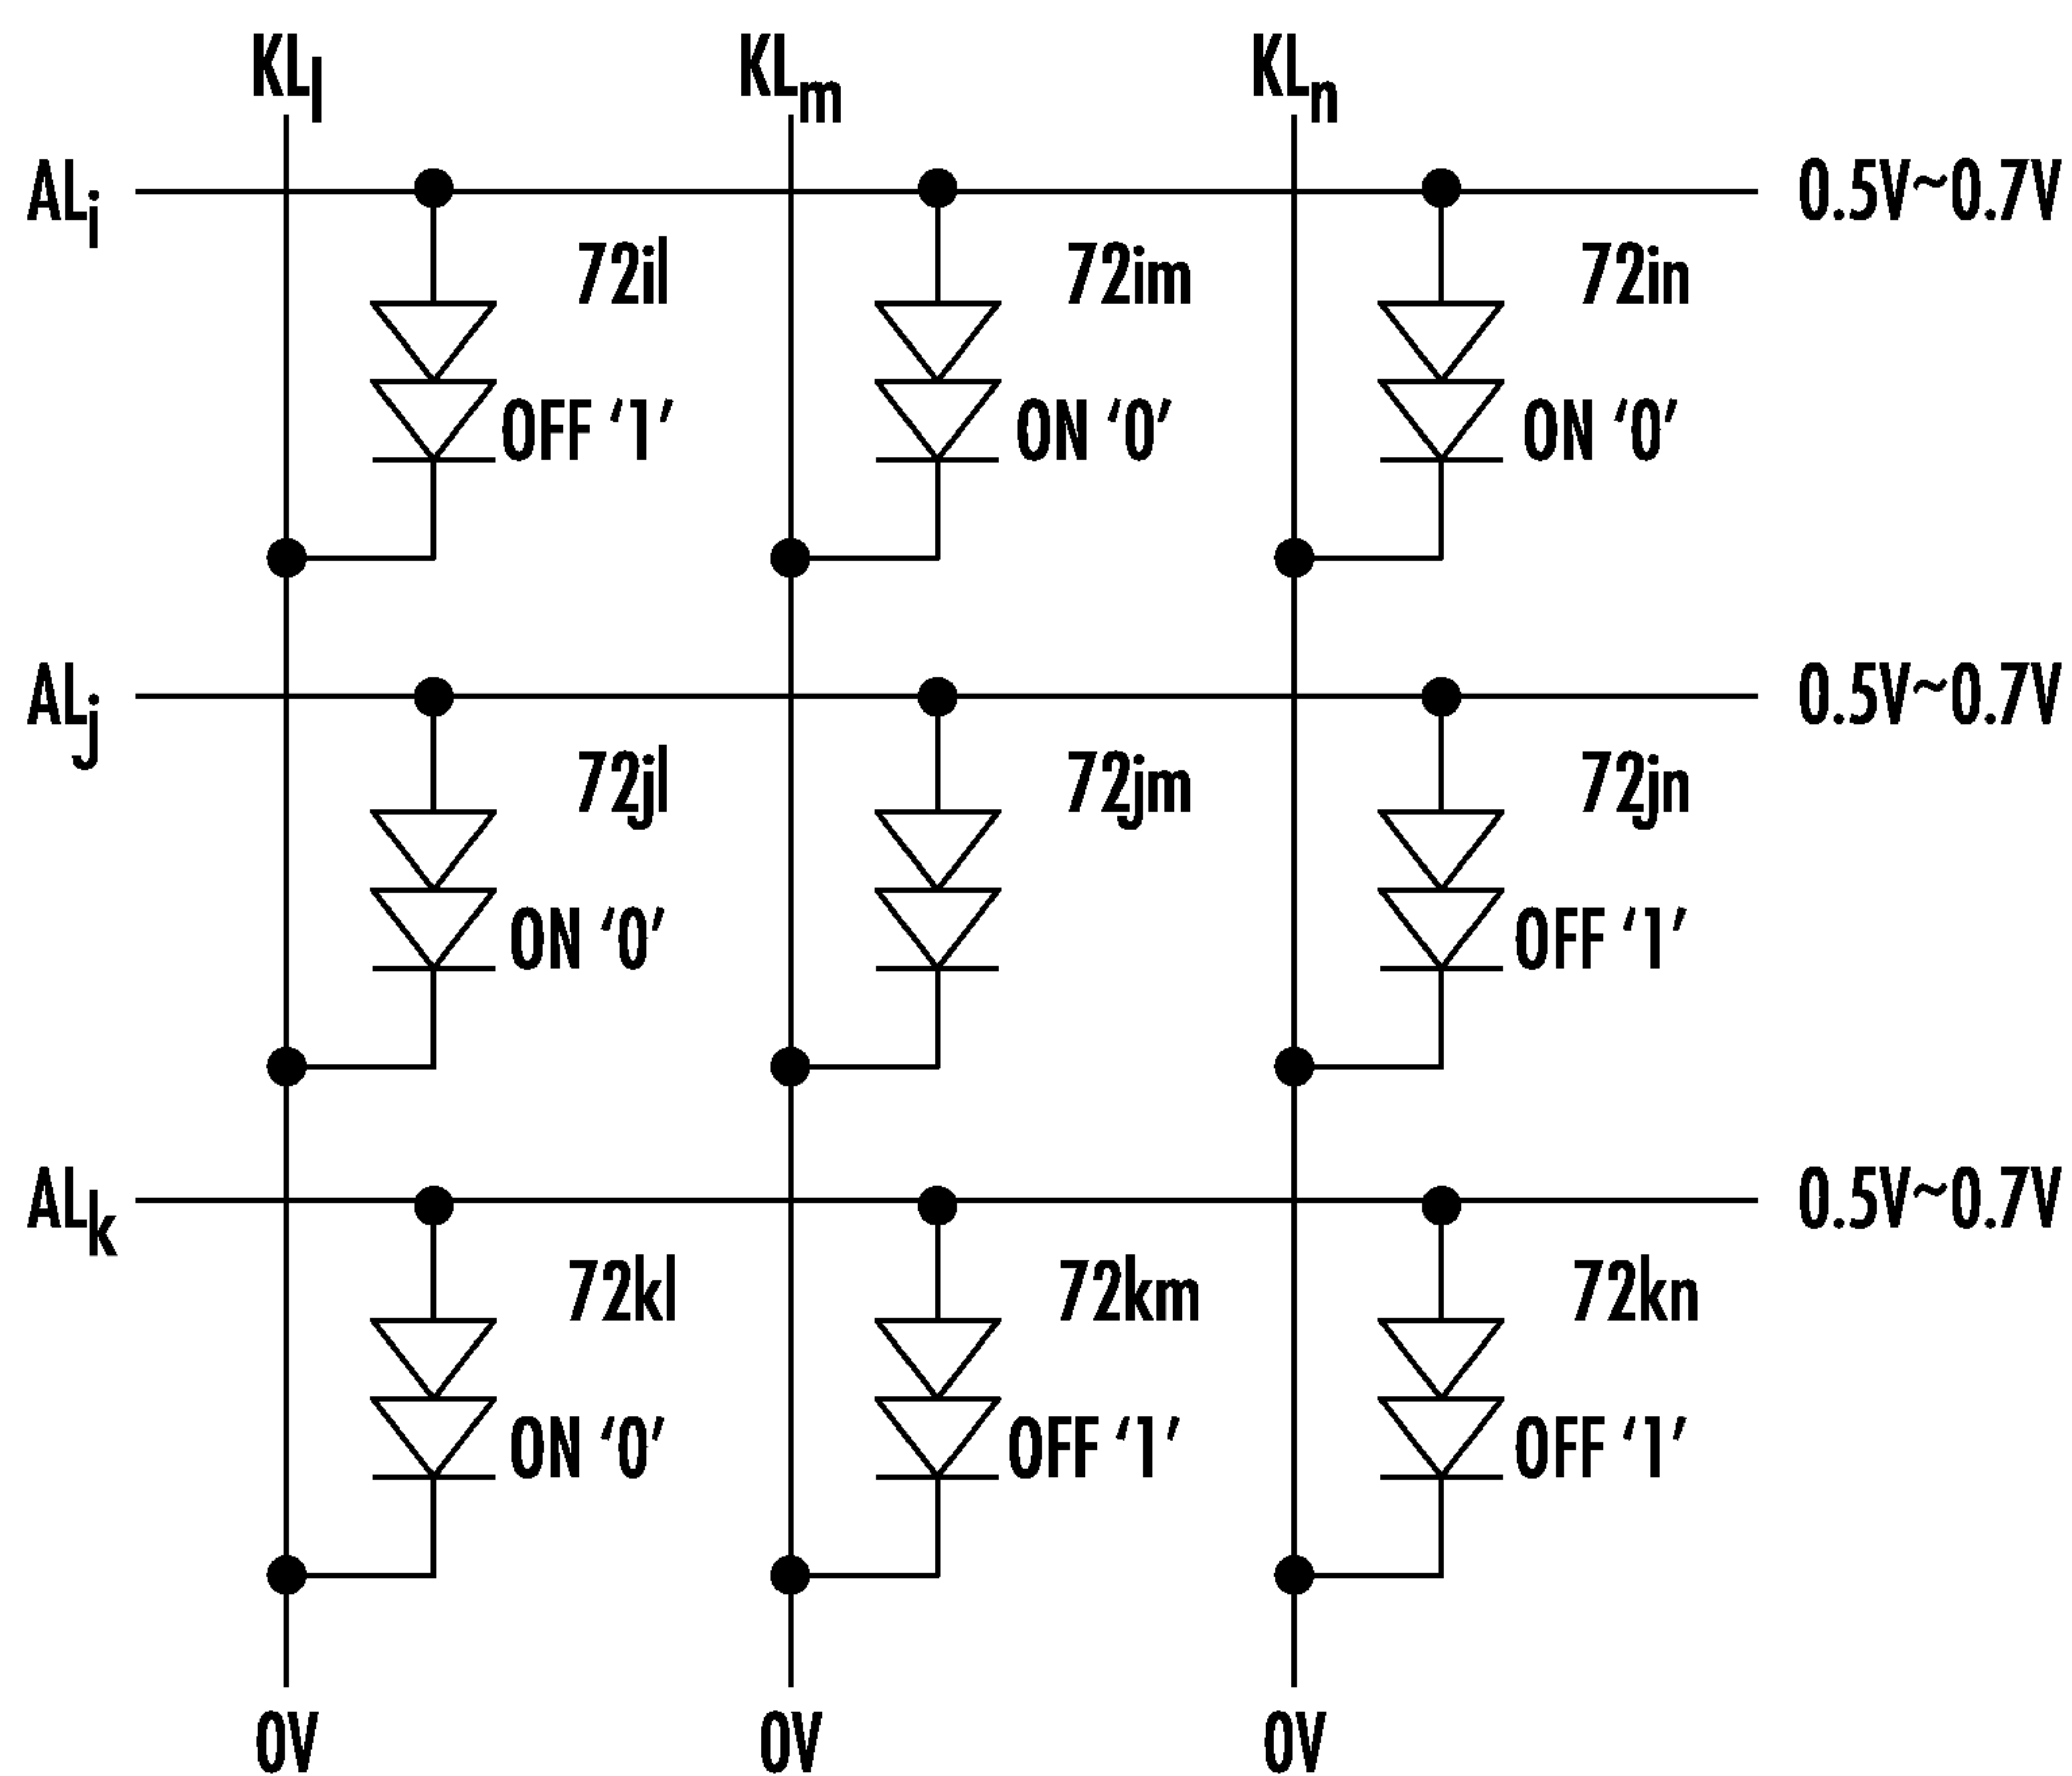 KLl KLm KLn
ALi 0.5V~0.7V
72il 72im 72in
OFF ‘1’ ON ‘0’ ON ‘0’
ALj 0.5V~0.7V
72jl 72jm 72jn
ON ‘0’ OFF ‘1’
ALk 0.5V~0.7V
72kl 72km 72kn
ON ‘0’ OFF ‘1’ OFF ‘1’
0V 0V 0V